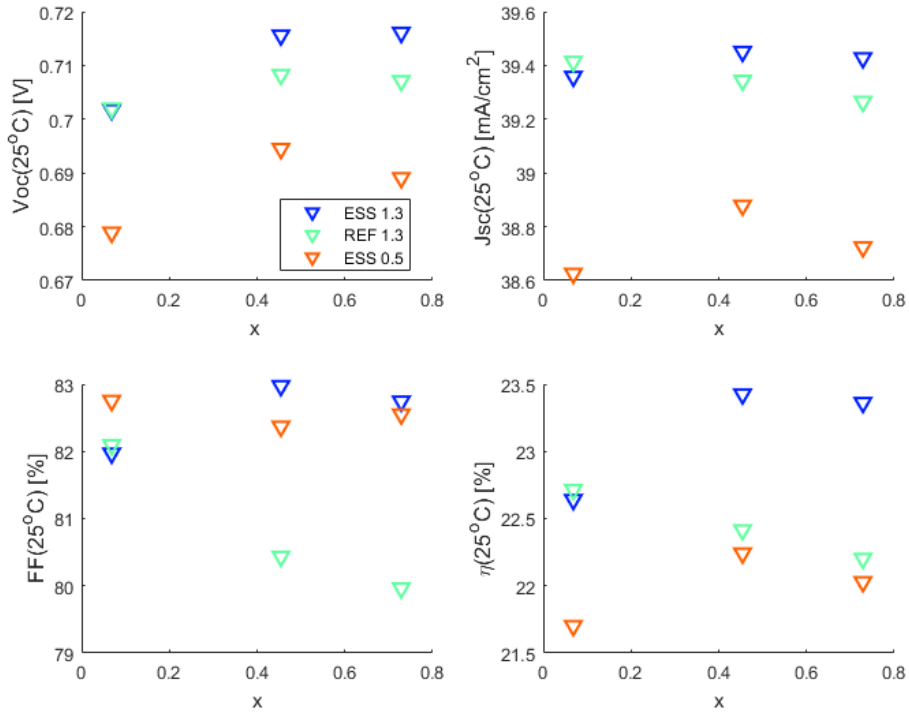 0.72
0.71
0.7
0.69
0.68
0.67
Voc(25°C) [V]
0 0.2 0.4 0.6 0.8
x
ESS 1.3
REF 1.3
ESS 0.5
39.6
39.4
39.2
39
38.8
38.6
Jsc(25°C) [mA/cm²]
0 0.2 0.4 0.6 0.8
x
83
82
81
80
79
FF(25°C) [%]
0 0.2 0.4 0.6 0.8
x
23.5
23
22.5
22
21.5
η(25°C) [%]
0 0.2 0.4 0.6 0.8
x